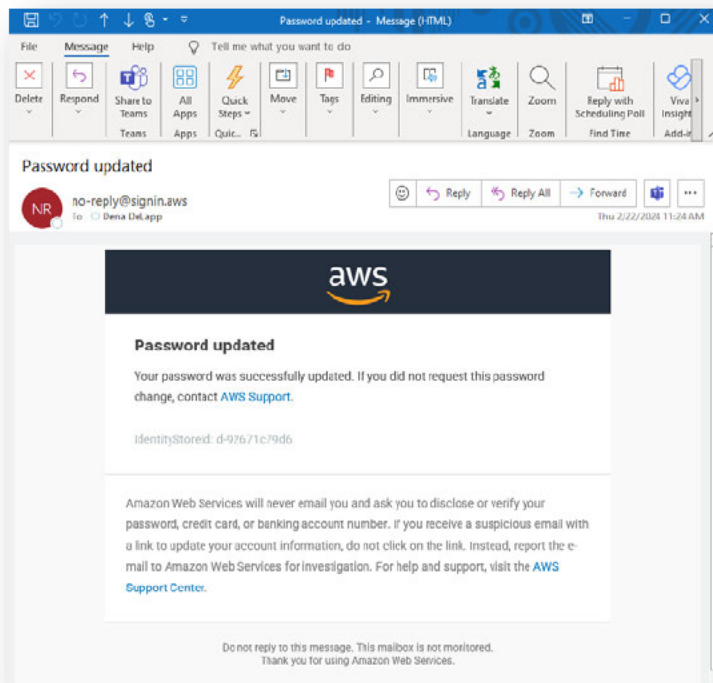 Password updated - Message (HTML)
File Message Help Tell me what you want to do
Delete Respond Share to Teams All Apps Quick Steps Move Tags Editing Immersive Translate Zoom Reply with Scheduling Poll Viva Insight
Teams Apps Quic... Language Zoom Find Time Add-in
Password updated
NR
no-reply@signin.aws
To Dena DeLapp
Reply Reply All Forward
Thu 2/22/2024 11:24 AM
aws
Password updated
Your password was successfully updated. If you did not request this password
change, contact AWS Support.
IdentityStoreId: d-92671c79d6
Amazon Web Services will never email you and ask you to disclose or verify your
password, credit card, or banking account number. If you receive a suspicious email with
a link to update your account information, do not click on the link. Instead, report the e-
mail to Amazon Web Services for investigation. For help and support, visit the AWS
Support Center.
Do not reply to this message. This mailbox is not monitored.
Thank you for using Amazon Web Services.